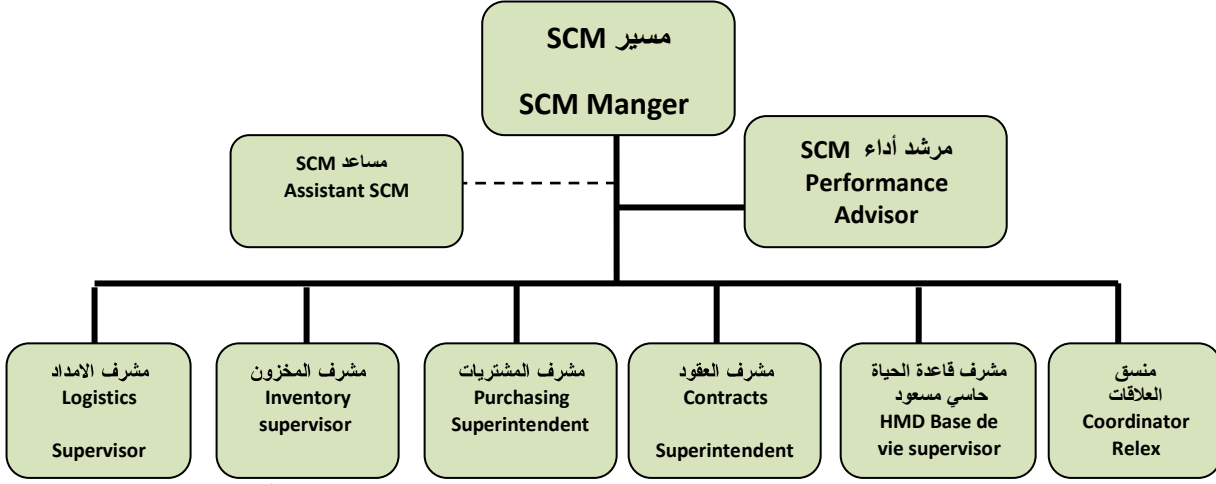 مسير SCM
SCM Manger
مساعد SCM
Assistant SCM
مرشد أداء SCM
Performance
Advisor
مشرف الامداد
Logistics
Supervisor
مشرف المخزون
Inventory
supervisor
مشرف المشتريات
Purchasing
Superintendent
مشرف العقود
Contracts
Superintendent
مشرف قاعدة الحياة
حاسي مسعود
HMD Base de
vie supervisor
منسق
العلاقات
Coordinator
Relex